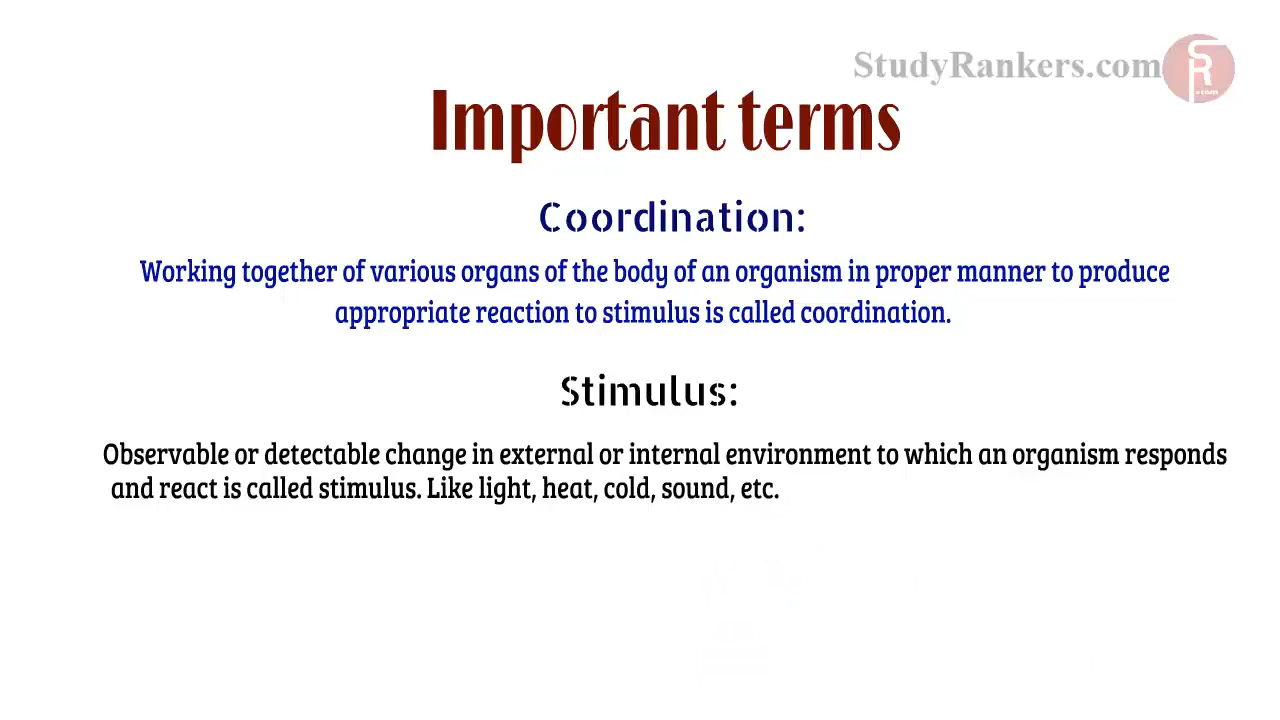 StudyRankers.com
SR
.com
Important terms
Coordination:
Working together of various organs of the body of an organism in proper manner to produce
appropriate reaction to stimulus is called coordination.
Stimulus:
Observable or detectable change in external or internal environment to which an organism responds
and react is called stimulus. Like light, heat, cold, sound, etc.